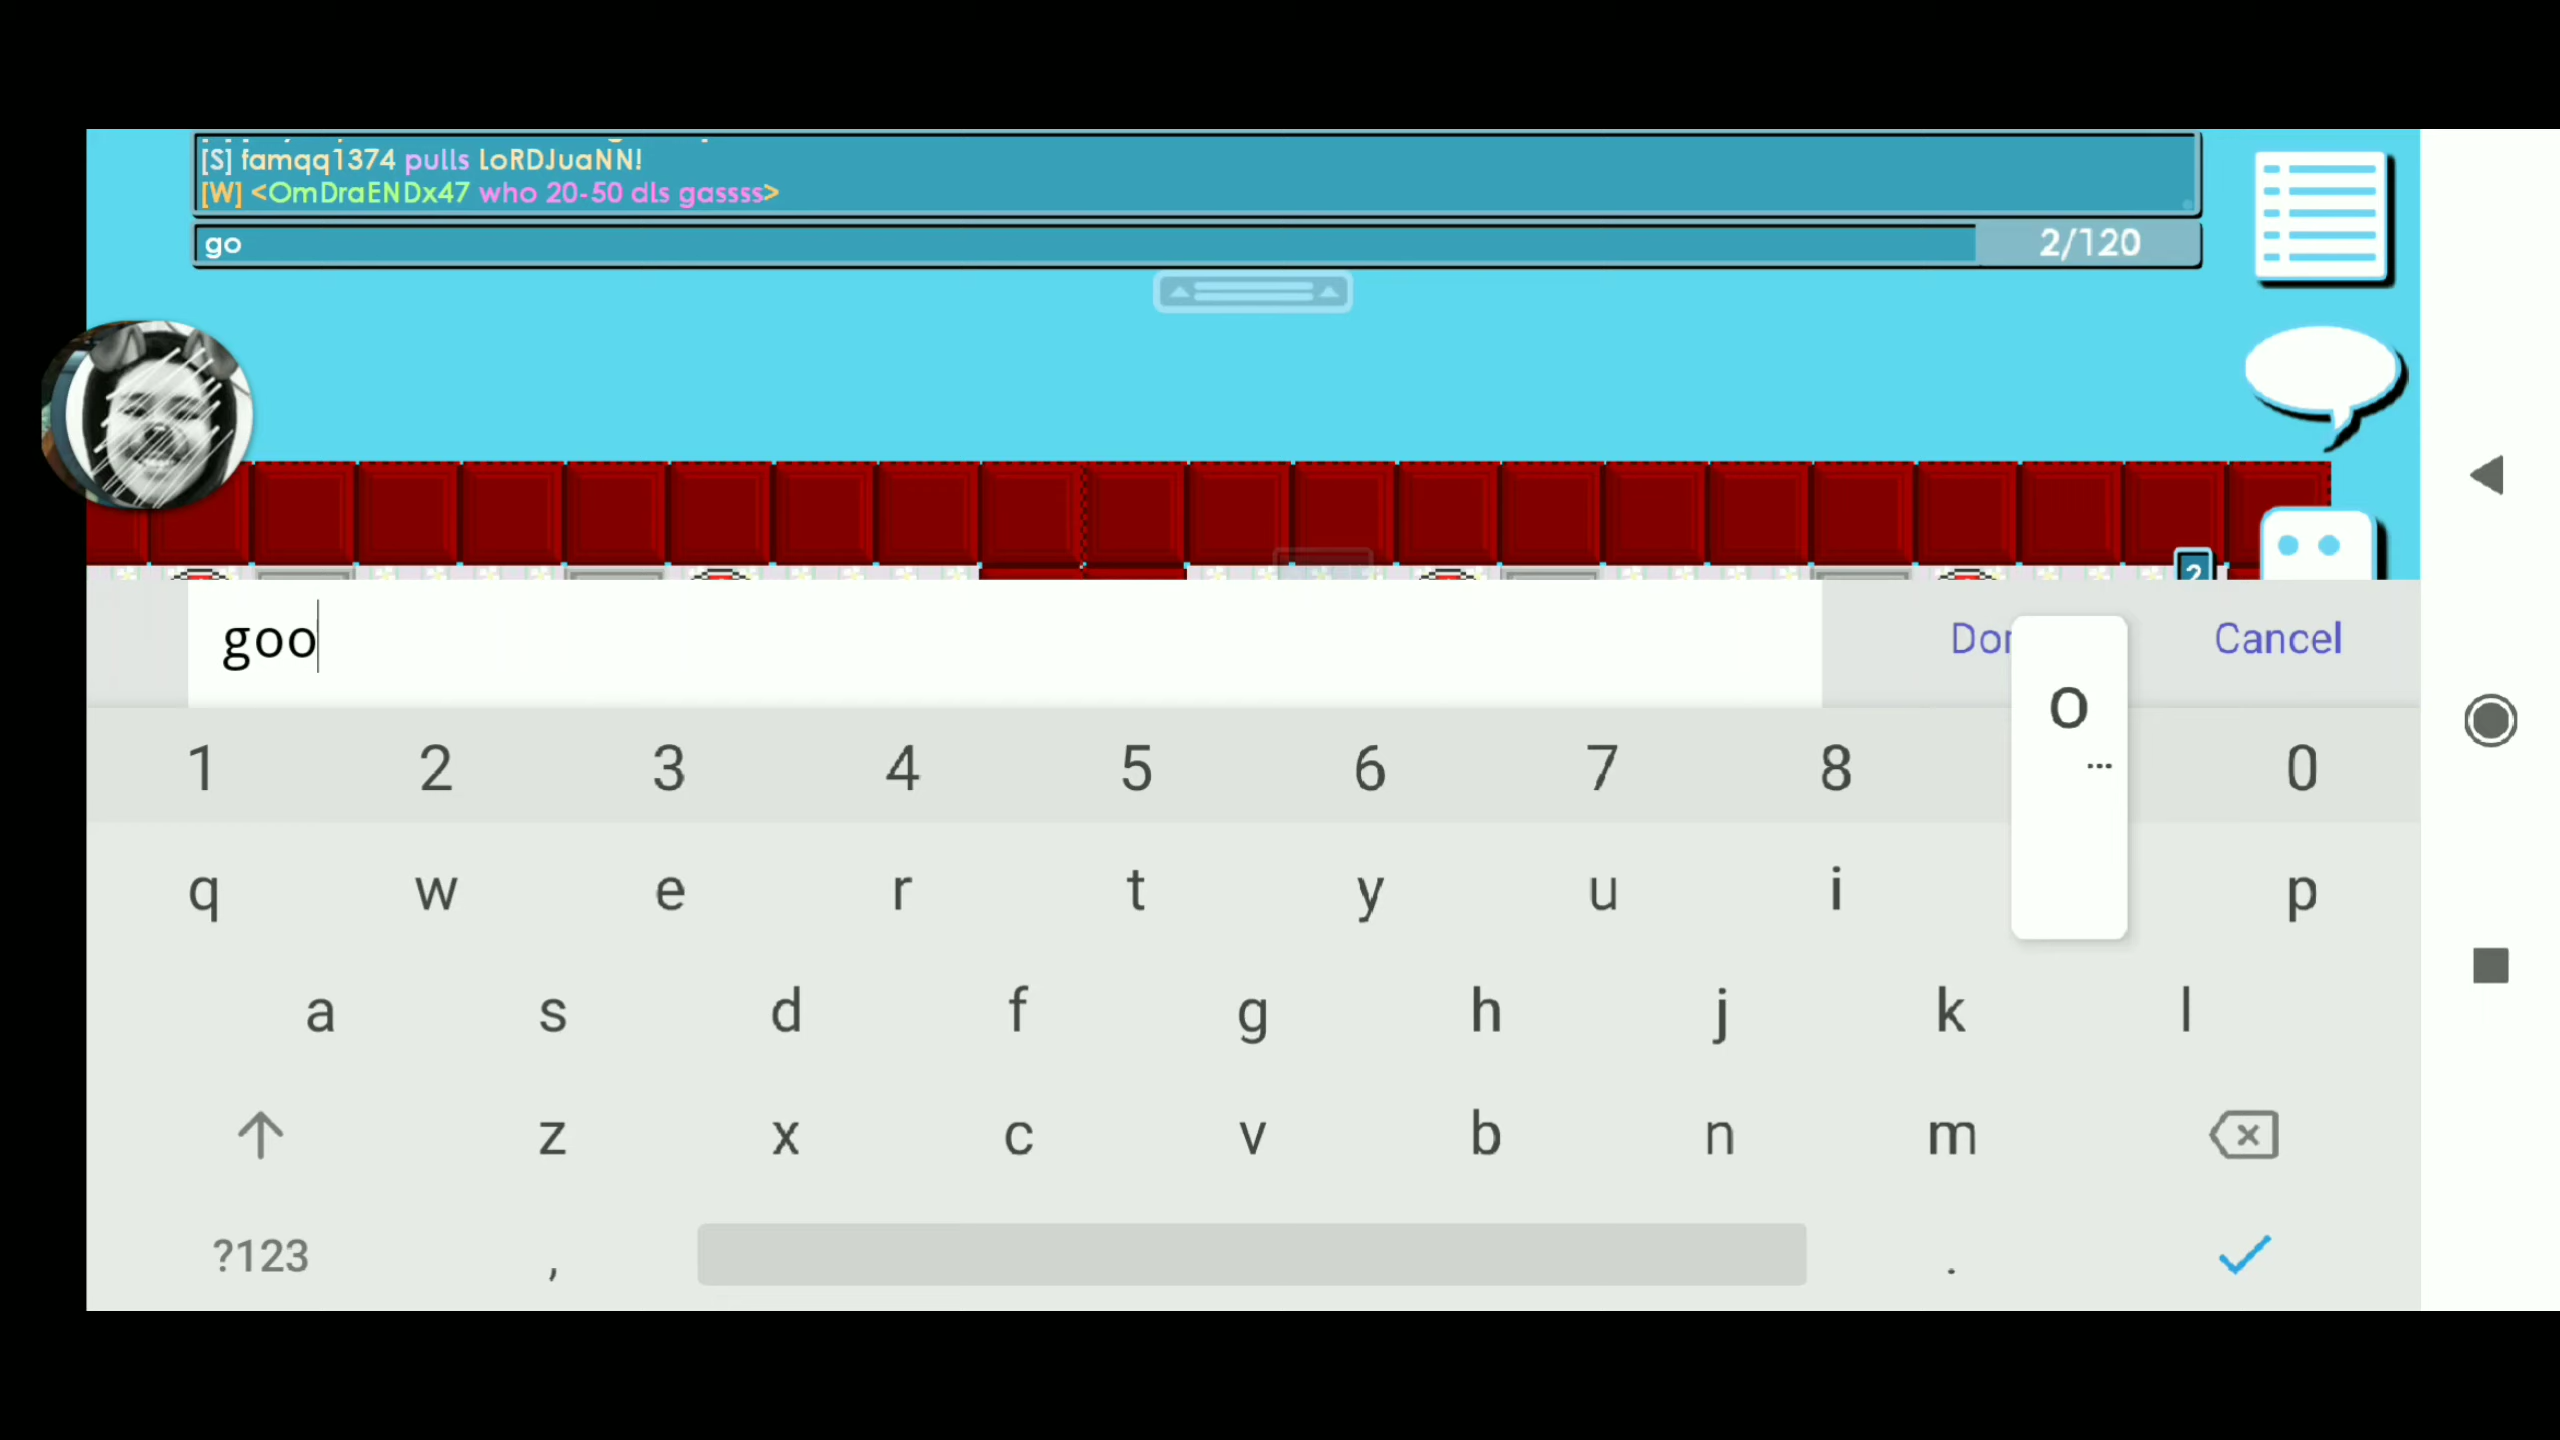 [S] famqq1374 pulls LoRDJuaNN!
[W] <OmDraENDx47 who 20-50 dls gassss>
go 2/120
2
goo Cancel
o
...
1 2 3 4 5 6 7 8 0
q w e r t y u i p
a s d f g h j k l
z x c v b n m
?123 , .